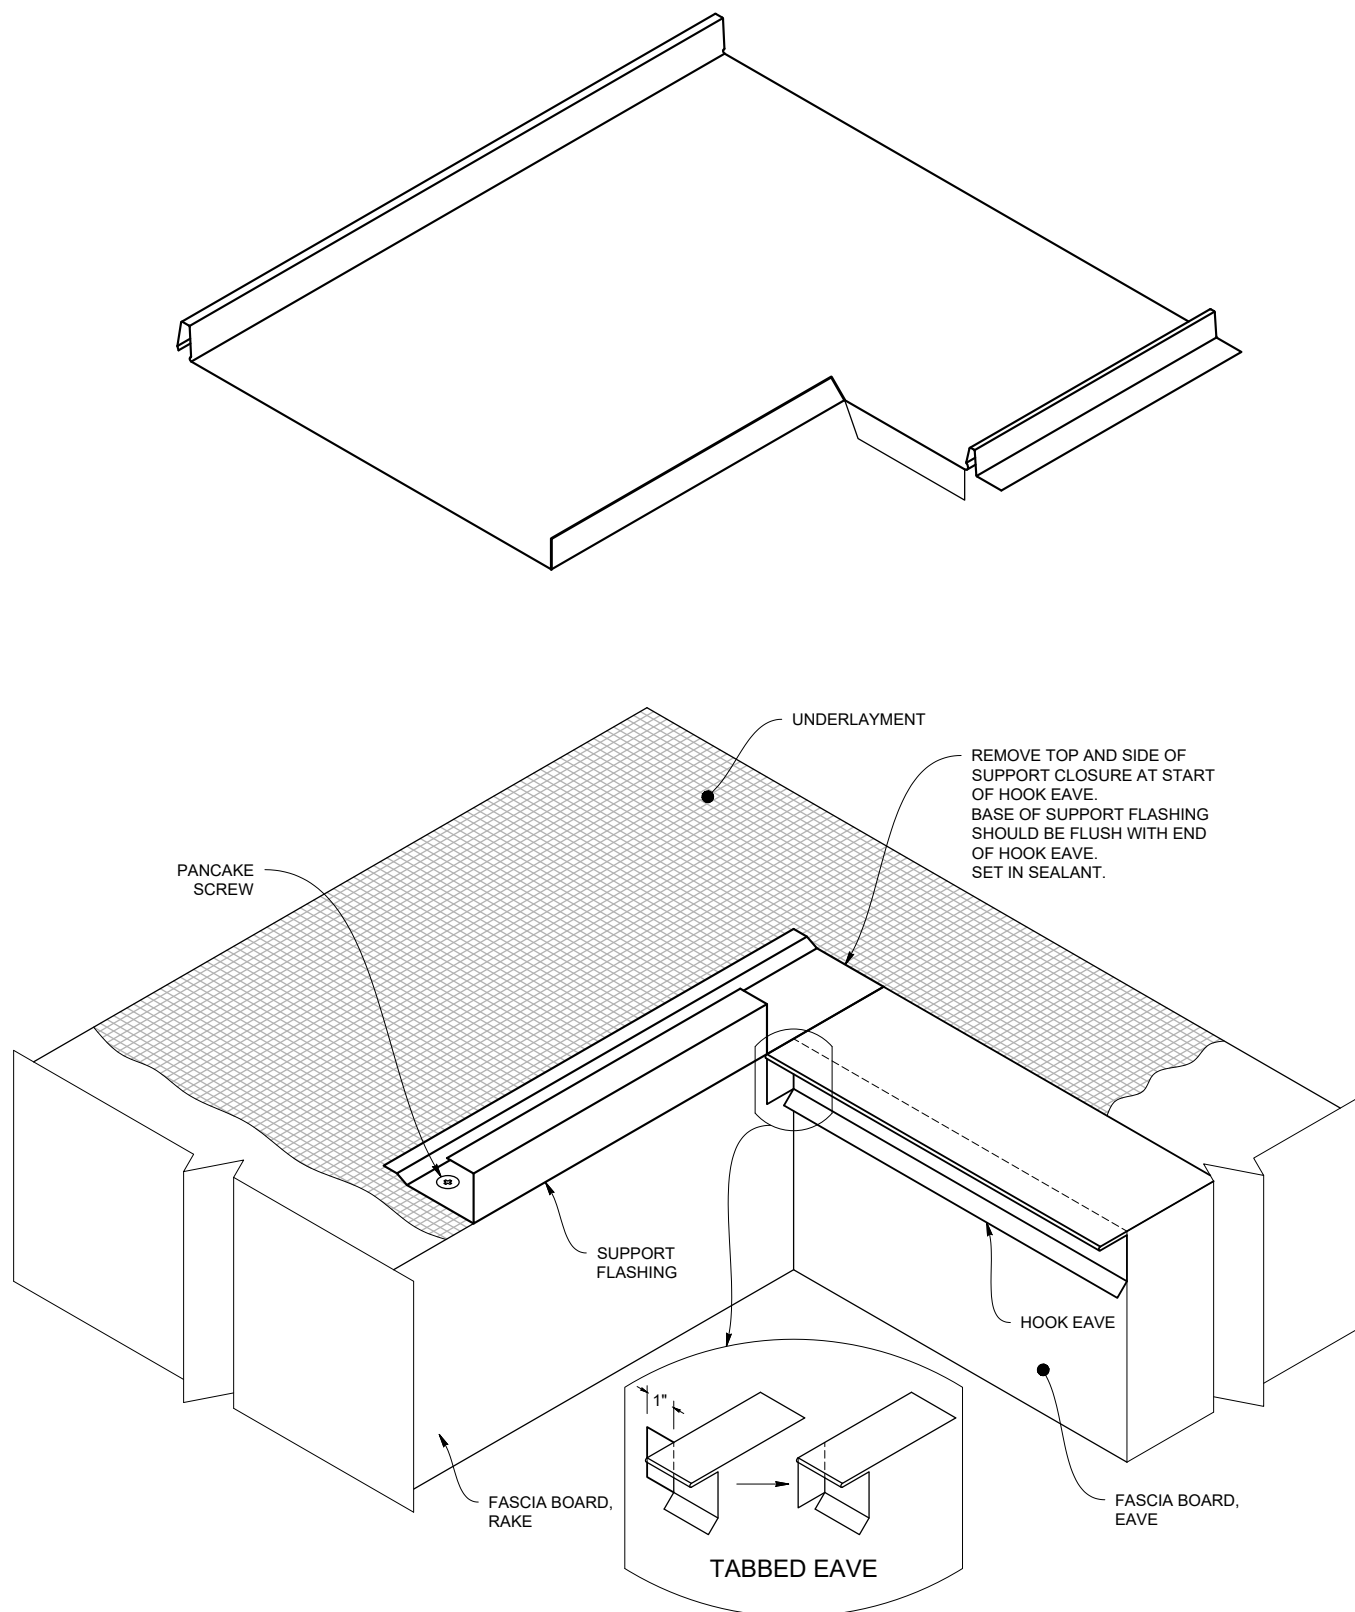 UNDERLAYMENT
REMOVE TOP AND SIDE OF
SUPPORT CLOSURE AT START
OF HOOK EAVE.
BASE OF SUPPORT FLASHING
SHOULD BE FLUSH WITH END
OF HOOK EAVE.
SET IN SEALANT.
PANCAKE
SCREW
SUPPORT
FLASHING
HOOK EAVE
1"
FASCIA BOARD,
RAKE
FASCIA BOARD,
EAVE
TABBED EAVE